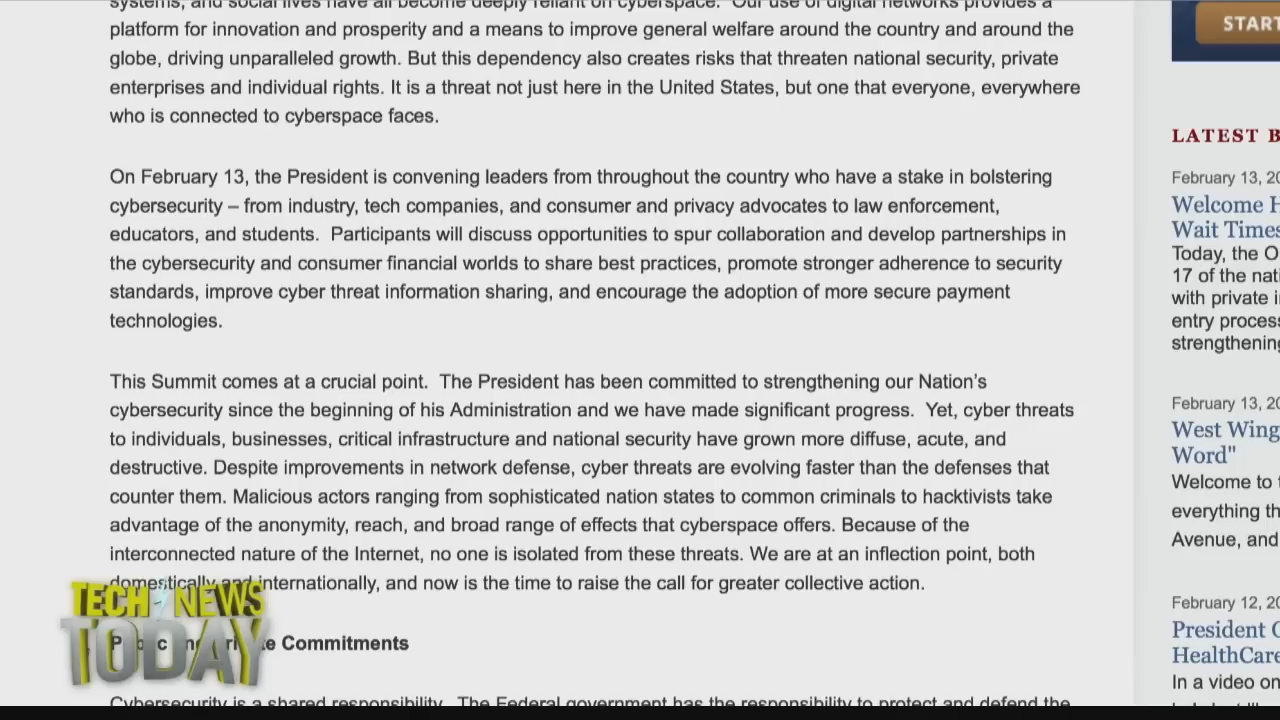 systems, and social lives have all become deeply reliant on cyberspace. Our use of digital networks provides a
platform for innovation and prosperity and a means to improve general welfare around the country and around the
globe, driving unparalleled growth. But this dependency also creates risks that threaten national security, private
enterprises and individual rights. It is a threat not just here in the United States, but one that everyone, everywhere
who is connected to cyberspace faces.
On February 13, the President is convening leaders from throughout the country who have a stake in bolstering
cybersecurity – from industry, tech companies, and consumer and privacy advocates to law enforcement,
educators, and students. Participants will discuss opportunities to spur collaboration and develop partnerships in
the cybersecurity and consumer financial worlds to share best practices, promote stronger adherence to security
standards, improve cyber threat information sharing, and encourage the adoption of more secure payment
technologies.
This Summit comes at a crucial point. The President has been committed to strengthening our Nation's
cybersecurity since the beginning of his Administration and we have made significant progress. Yet, cyber threats
to individuals, businesses, critical infrastructure and national security have grown more diffuse, acute, and
destructive. Despite improvements in network defense, cyber threats are evolving faster than the defenses that
counter them. Malicious actors ranging from sophisticated nation states to common criminals to hacktivists take
advantage of the anonymity, reach, and broad range of effects that cyberspace offers. Because of the
interconnected nature of the Internet, no one is isolated from these threats. We are at an inflection point, both
domestically and internationally, and now is the time to raise the call for greater collective action.
Commitments
Cybersecurity is a shared responsibility. The Federal government has the responsibility to protect and defend the
START
LATEST B
February 13, 20
Welcome H
Wait Times
Today, the O
17 of the nati
with private i
entry process
strengthening
February 13, 20
West Wing
Word"
Welcome to t
everything th
Avenue, and
February 12, 20
President O
HealthCare
In a video on
TECH NEWS
TODAY